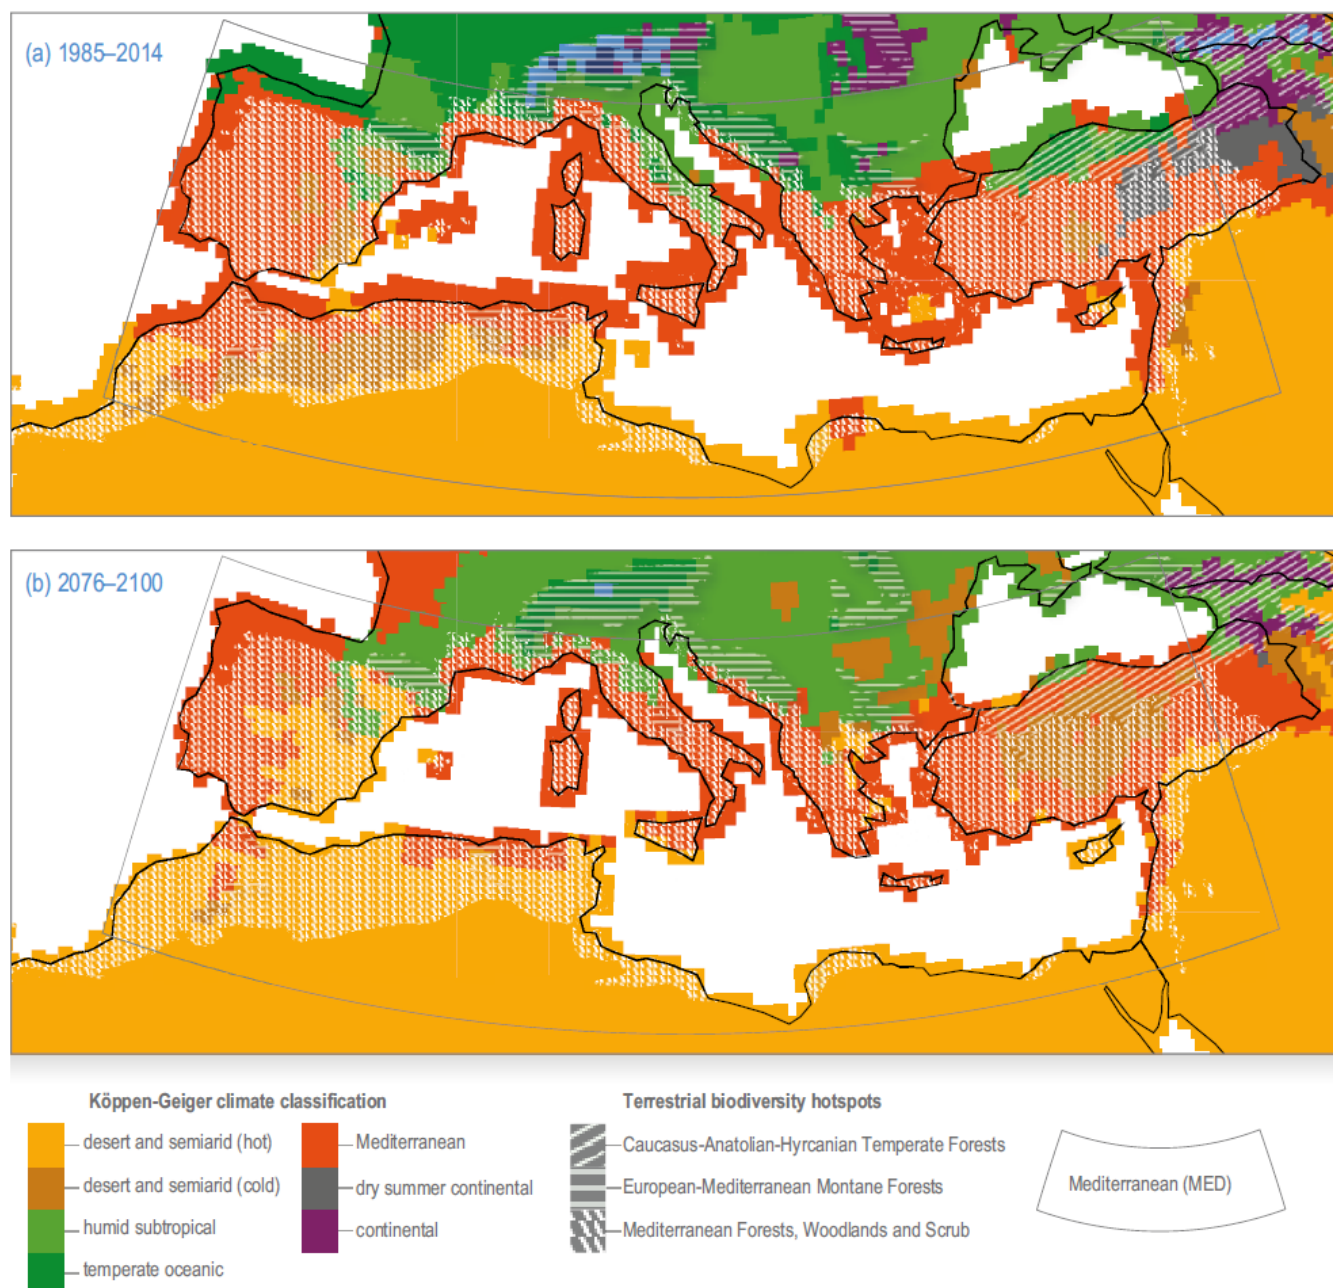 (a) 1985–2014
(b) 2076–2100
Köppen-Geiger climate classification
desert and semiarid (hot)
desert and semiarid (cold)
humid subtropical
temperate oceanic
Mediterranean
dry summer continental
continental
Terrestrial biodiversity hotspots
Caucasus-Anatolian-Hyrcanian Temperate Forests
European-Mediterranean Montane Forests
Mediterranean Forests, Woodlands and Scrub
Mediterranean (MED)